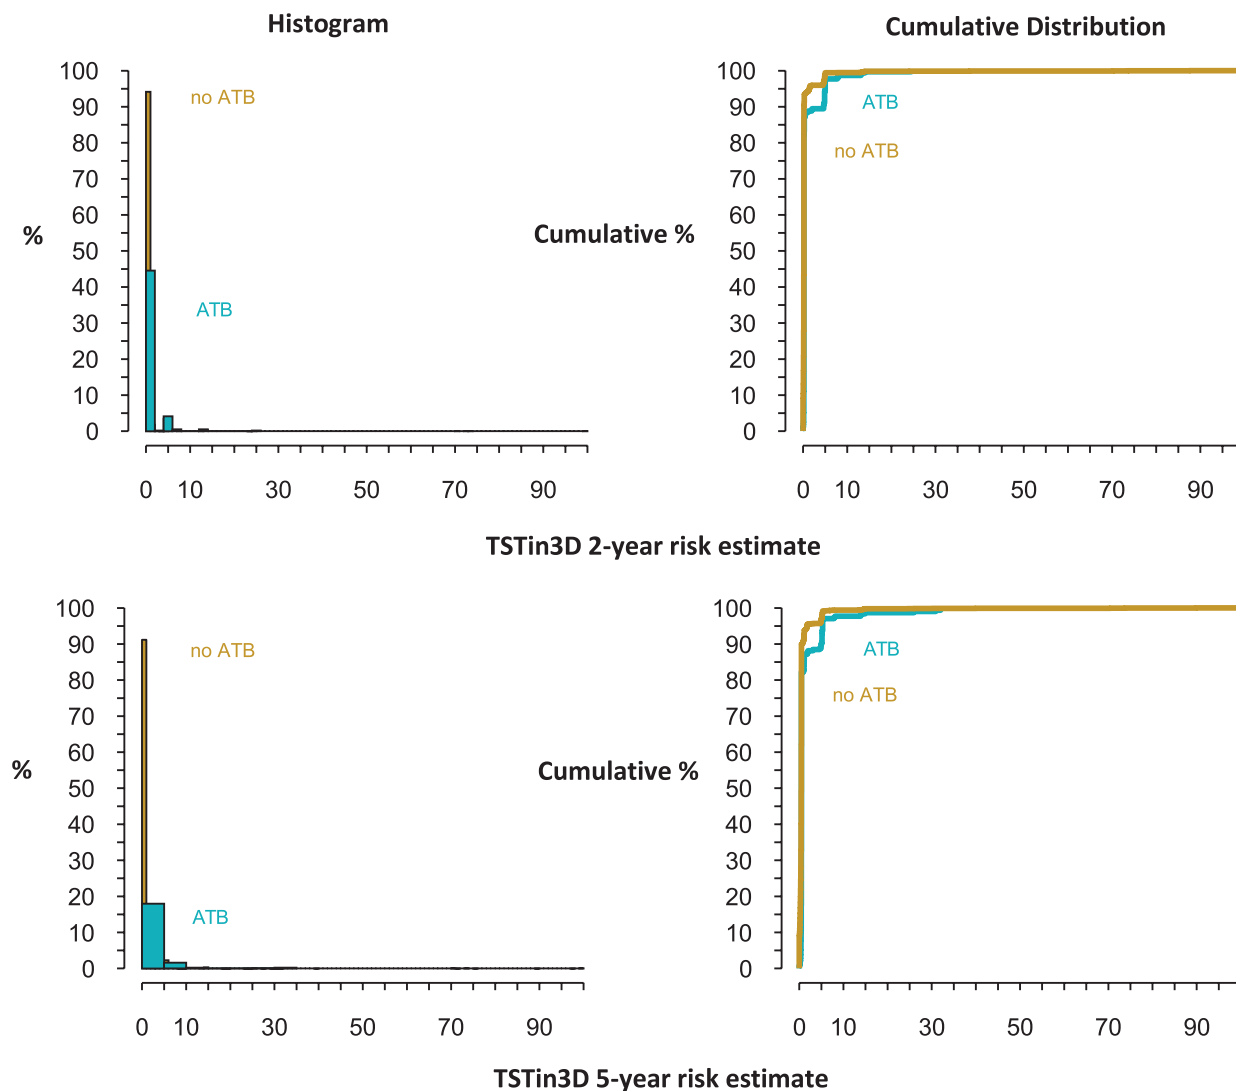 Histogram
Cumulative Distribution
100
90
80
70
60
50
40
30
20
10
0
%
no ATB
ATB
0 10 30 50 70 90
100
90
80
70
60
50
40
30
20
10
0
Cumulative %
ATB
no ATB
0 10 30 50 70 90
TSTin3D 2-year risk estimate
100
90
80
70
60
50
40
30
20
10
0
%
no ATB
ATB
0 10 30 50 70 90
100
90
80
70
60
50
40
30
20
10
0
Cumulative %
ATB
no ATB
0 10 30 50 70 90
TSTin3D 5-year risk estimate